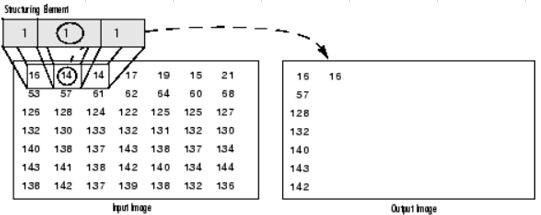 Structuring Element
1 1 1
16 14 14 17 19 15 21
53 57 61 62 64 60 68
126 128 124 122 125 125 127
132 130 133 132 131 132 130
140 138 137 143 138 137 134
143 141 138 142 140 134 144
138 142 137 139 138 132 136
Input Image
16 16
57
128
132
140
143
142
Output Image